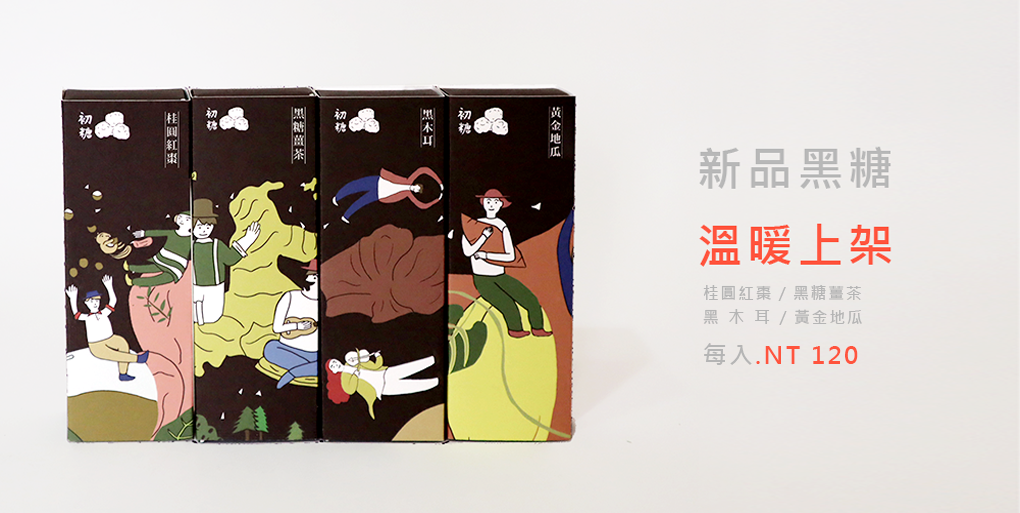 初糖
桂圓紅棗
初糖
黑糖薑茶
初糖
黑木耳
初糖
黃金地瓜
新品黑糖
溫暖上架
桂圓紅棗 / 黑糖薑茶
黑 木 耳 / 黃金地瓜
每入.NT 120